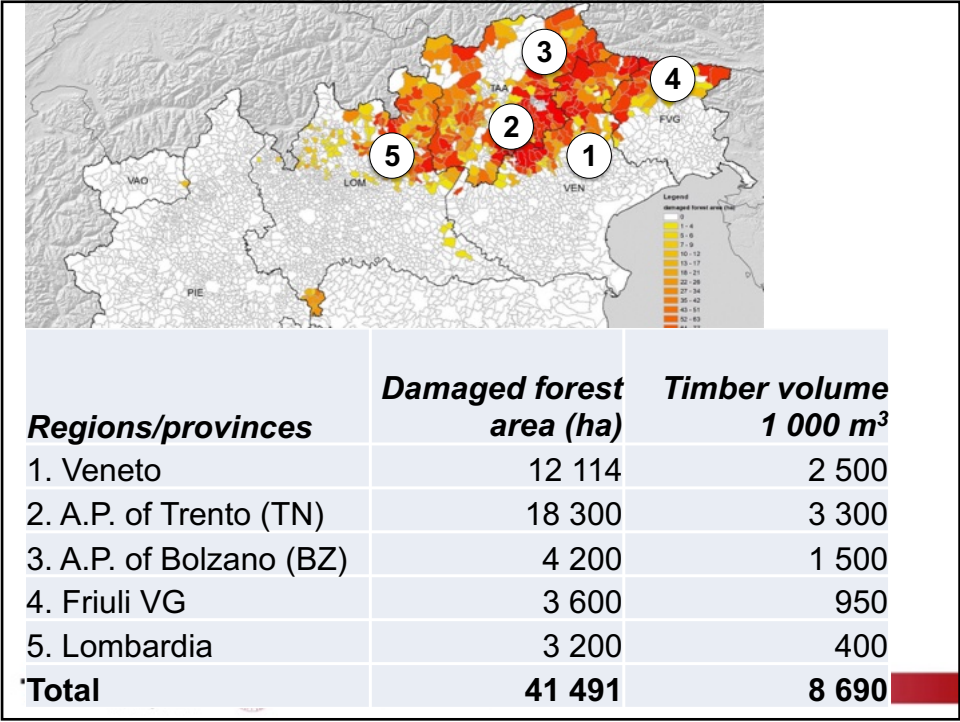 3
4
TAA
FVG
2
1
5
VAO
LOM
VEN
Legend
damaged forest area (ha)
0
1 - 4
5 - 6
7 - 9
10 - 12
13 - 17
18 - 21
22 - 26
27 - 34
35 - 42
43 - 51
52 - 63
PIE
Regions/provinces Damaged forest area (ha) Timber volume 1 000 m³
1. Veneto 12 114 2 500
2. A.P. of Trento (TN) 18 300 3 300
3. A.P. of Bolzano (BZ) 4 200 1 500
4. Friuli VG 3 600 950
5. Lombardia 3 200 400
Total 41 491 8 690